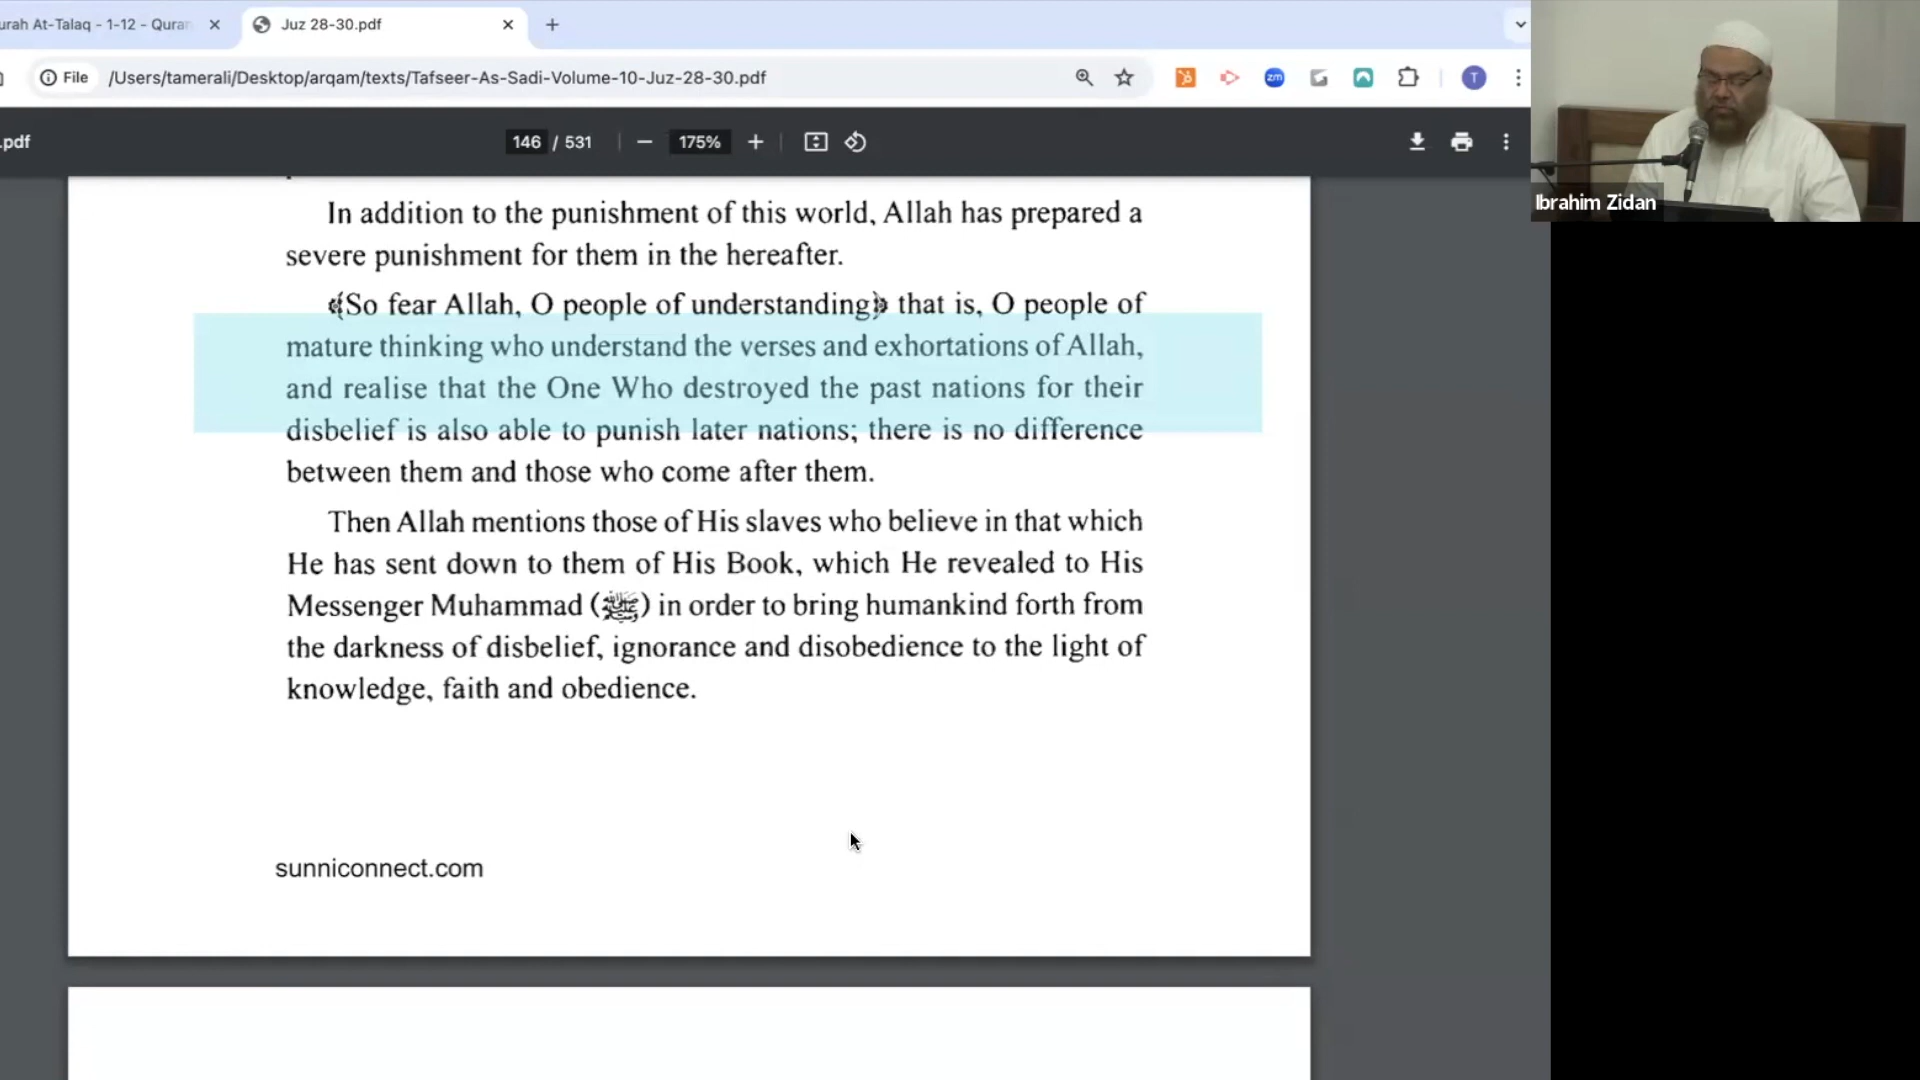 urah At-Talaq - 1-12 - Quran
Juz 28-30.pdf
File
/Users/tamerali/Desktop/arqam/texts/Tafseer-As-Sadi-Volume-10-Juz-28-30.pdf
zm
T
.pdf
146 / 531
175%
In addition to the punishment of this world, Allah has prepared a
severe punishment for them in the hereafter.
﴾So fear Allah, O people of understanding﴿ that is, O people of
mature thinking who understand the verses and exhortations of Allah,
and realise that the One Who destroyed the past nations for their
disbelief is also able to punish later nations; there is no difference
between them and those who come after them.
Then Allah mentions those of His slaves who believe in that which
He has sent down to them of His Book, which He revealed to His
Messenger Muhammad (ﷺ) in order to bring humankind forth from
the darkness of disbelief, ignorance and disobedience to the light of
knowledge, faith and obedience.
sunniconnect.com
Ibrahim Zidan